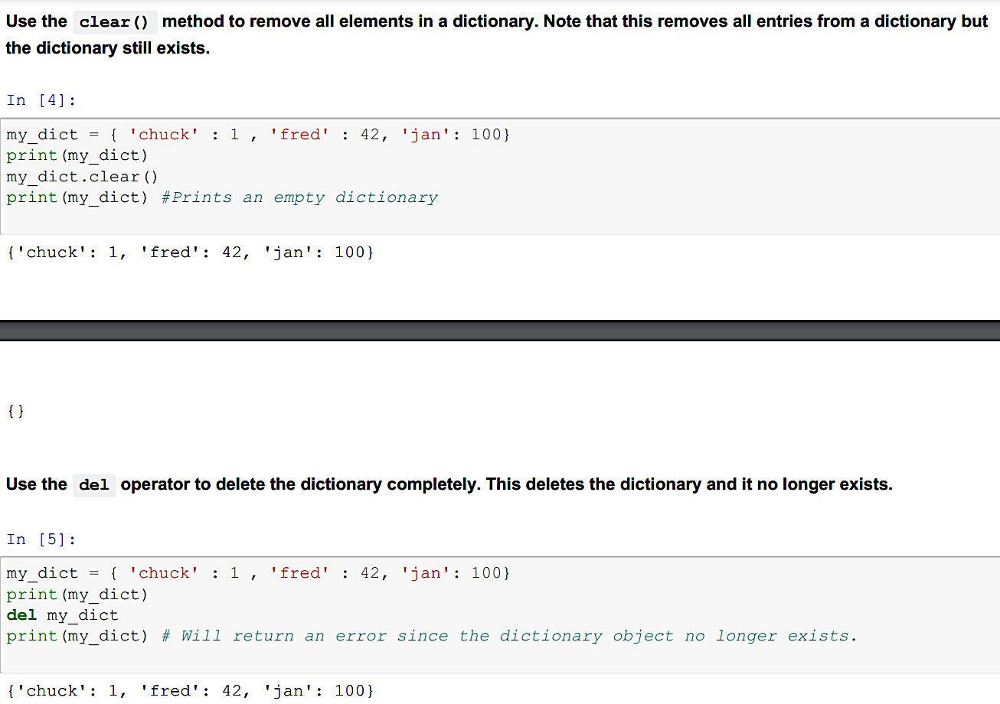 Use the clear() method to remove all elements in a dictionary. Note that this removes all entries from a dictionary but
the dictionary still exists.
In [4]:
my_dict = { 'chuck' : 1 , 'fred' : 42, 'jan': 100}
print(my_dict)
my_dict.clear()
print(my_dict) #Prints an empty dictionary
{'chuck': 1, 'fred': 42, 'jan': 100}
{}
Use the del operator to delete the dictionary completely. This deletes the dictionary and it no longer exists.
In [5]:
my_dict = { 'chuck' : 1 , 'fred' : 42, 'jan': 100}
print(my_dict)
del my_dict
print(my_dict) # Will return an error since the dictionary object no longer exists.
{'chuck': 1, 'fred': 42, 'jan': 100}